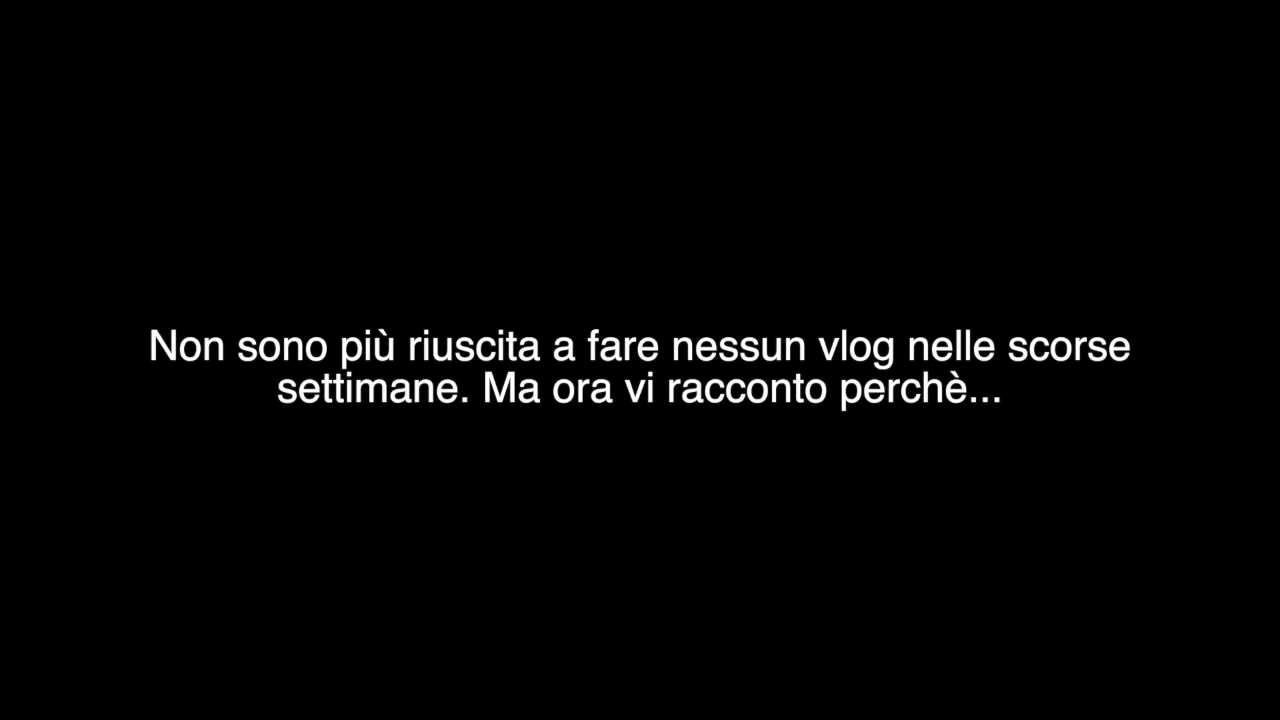 Non sono più riuscita a fare nessun vlog nelle scorse
settimane. Ma ora vi racconto perchè...